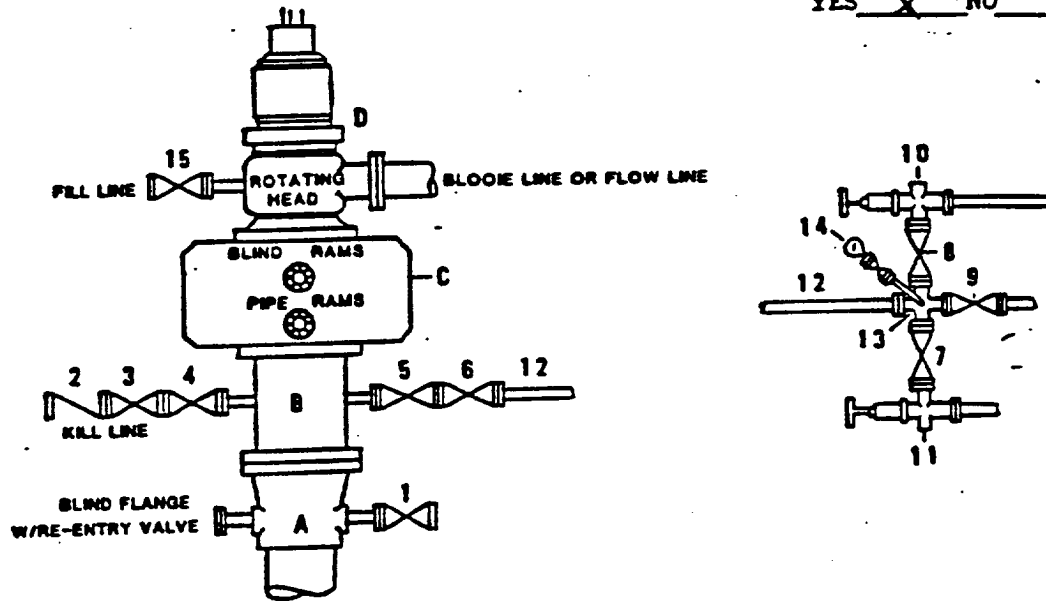 YES X NO
D
15
FILL LINE
ROTATING
HEAD
BLOOIE LINE OR FLOW LINE
BLIND RAMS
C
PIPE RAMS
2 3 4
5 6 12
B
KILL LINE
BLIND FLANGE
W/RE-ENTRY VALVE
A
1
10
14
8
12
9
13
7
11